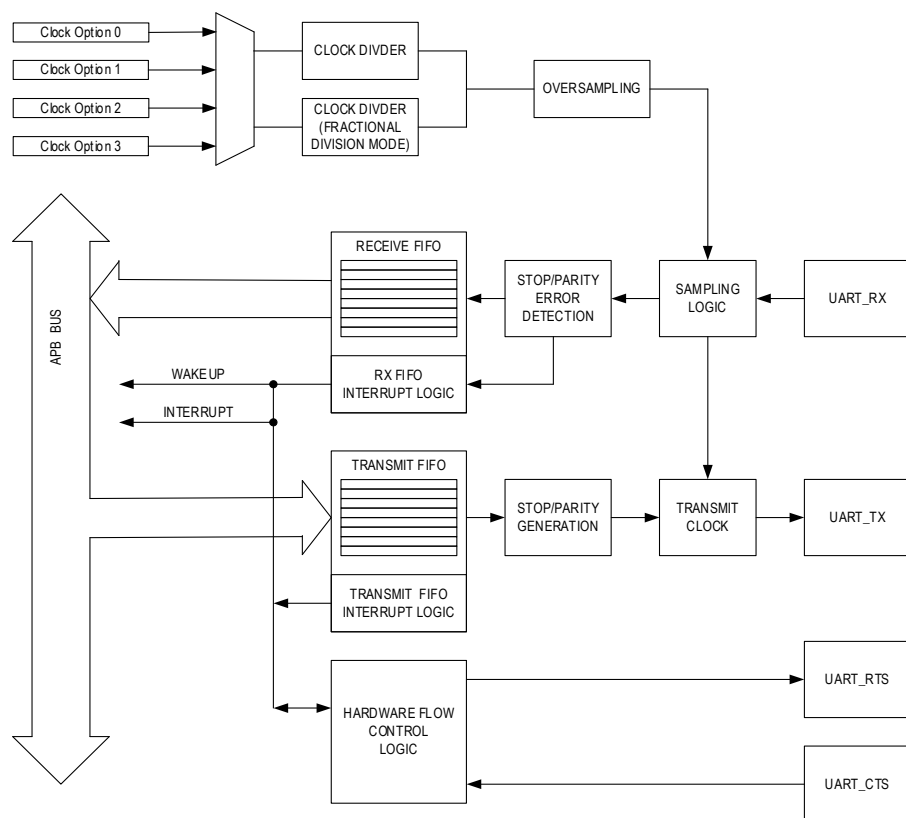 Clock Option 0
Clock Option 1
Clock Option 2
Clock Option 3
CLOCK DIVDER
CLOCK DIVDER
(FRACTIONAL
DIVISION MODE)
OVERSAMPLING
APB BUS
RECEIVE FIFO
RX FIFO
INTERRUPT LOGIC
STOP/PARITY
ERROR
DETECTION
SAMPLING
LOGIC
UART_RX
WAKEUP
INTERRUPT
TRANSMIT FIFO
TRANSMIT FIFO
INTERRUPT LOGIC
STOP/PARITY
GENERATION
TRANSMIT
CLOCK
UART_TX
HARDWARE FLOW
CONTROL
LOGIC
UART_RTS
UART_CTS